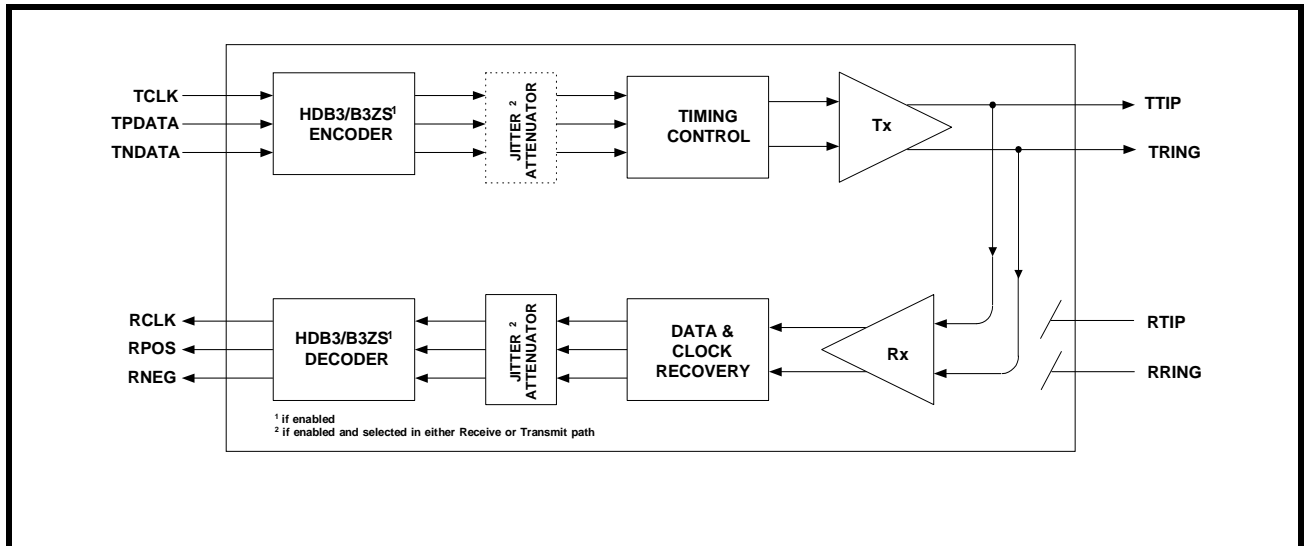 TCLK
TPDATA
TNDATA
HDB3/B3ZS¹
ENCODER
JITTER ²
ATTENUATOR
TIMING
CONTROL
Tx
TTIP
TRING
RCLK
RPOS
RNEG
HDB3/B3ZS¹
DECODER
JITTER ²
ATTENUATOR
DATA &
CLOCK
RECOVERY
Rx
RTIP
RRING
¹ if enabled
² if enabled and selected in either Receive or Transmit path